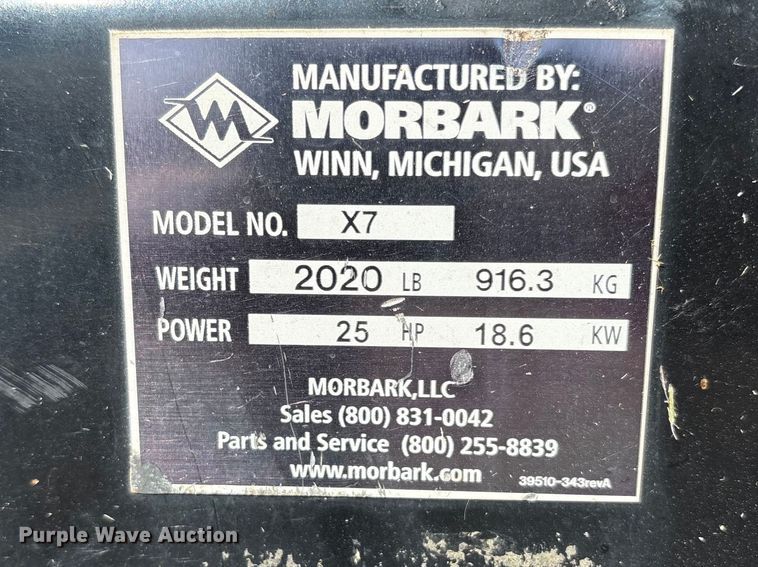 MANUFACTURED BY:
MORBARK®
WINN, MICHIGAN, USA
MODEL NO. X7
WEIGHT 2020 LB 916.3 KG
POWER 25 HP 18.6 KW
MORBARK,LLC
Sales (800) 831-0042
Parts and Service (800) 255-8839
www.morbark.com
39510-343revA
Purple Wave Auction